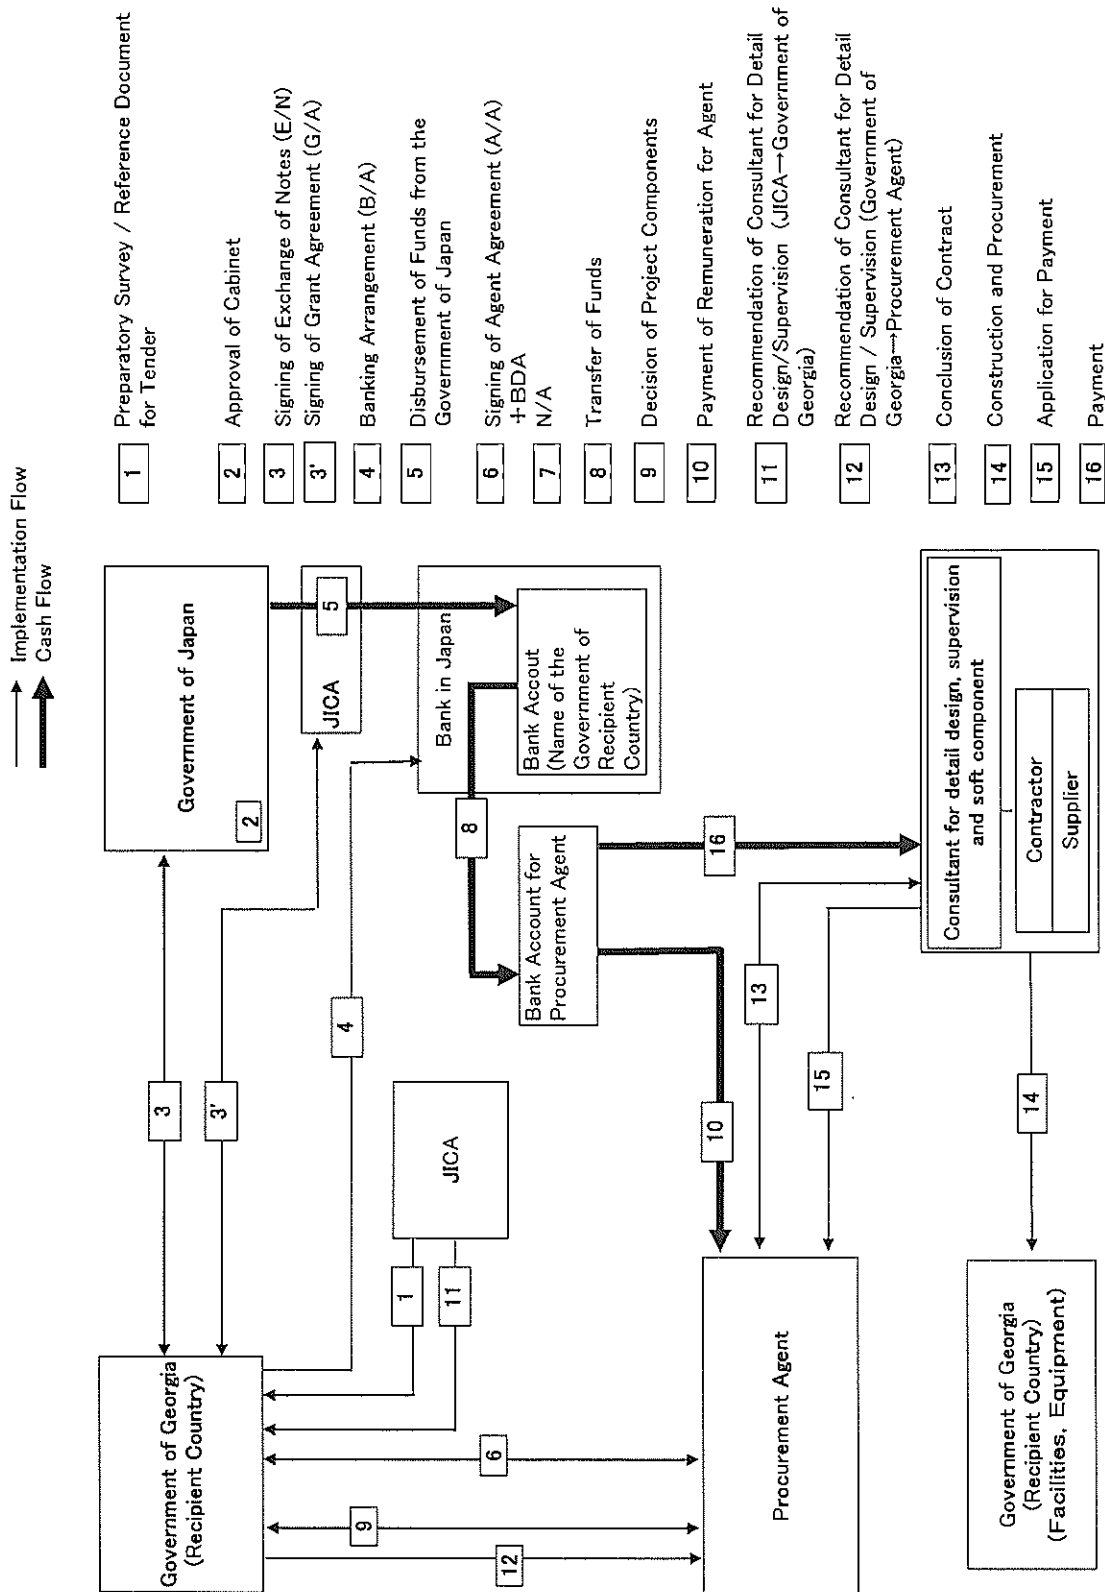 Implementation Flow
Cash Flow
Government of Georgia
(Recipient Country)
3
3'
4
Government of Japan
2
JICA
5
Bank in Japan
Bank Accout
(Name of the
Government of
Recipient
Country)
1
11
JICA
6
9
12
8
Bank Account for
Procurement Agent
10
16
Procurement Agent
13
15
Consultant for detail design, supervision
and soft component
Contractor
Supplier
14
Government of Georgia
(Recipient Country)
(Facilities, Equipment)
1 Preparatory Survey / Reference Document
for Tender
2 Approval of Cabinet
3 Signing of Exchange of Notes (E/N)
3' Signing of Grant Agreement (G/A)
4 Banking Arrangement (B/A)
5 Disbursement of Funds from the
Government of Japan
6 Signing of Agent Agreement (A/A)
+BDA
7 N/A
8 Transfer of Funds
9 Decision of Project Components
10 Payment of Remuneration for Agent
11 Recommendation of Consultant for Detail
Design/Supervision (JICA→Government of
Georgia)
12 Recommendation of Consultant for Detail
Design / Supervision (Government of
Georgia→Procurement Agent)
13 Conclusion of Contract
14 Construction and Procurement
15 Application for Payment
16 Payment